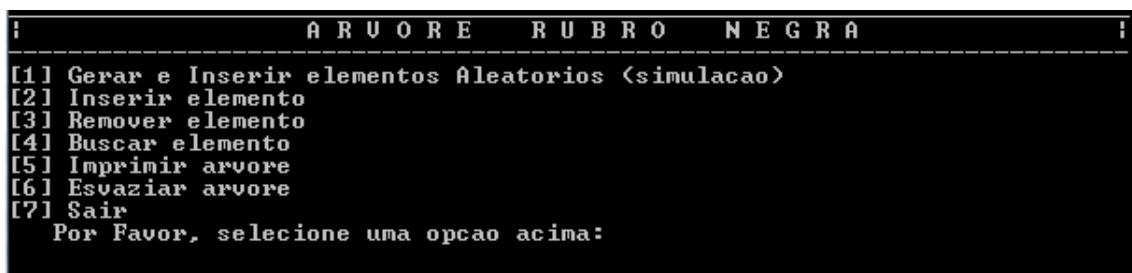 ¦ A R V O R E R U B R O N E G R A ¦
[1] Gerar e Inserir elementos Aleatorios (simulacao)
[2] Inserir elemento
[3] Remover elemento
[4] Buscar elemento
[5] Imprimir arvore
[6] Esvaziar arvore
[7] Sair
Por Favor, selecione uma opcao acima: